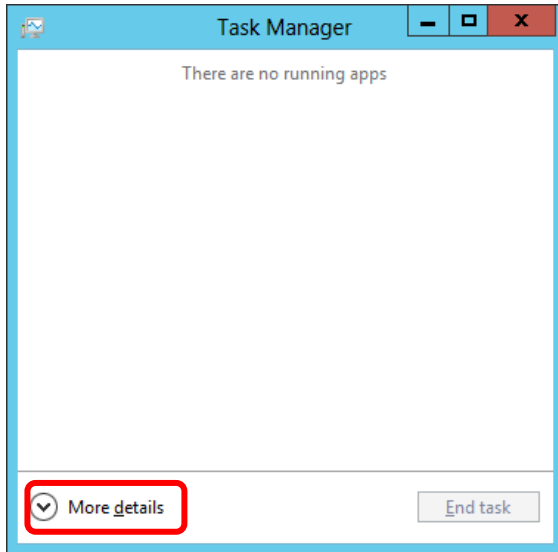 Task Manager
There are no running apps
More details
End task